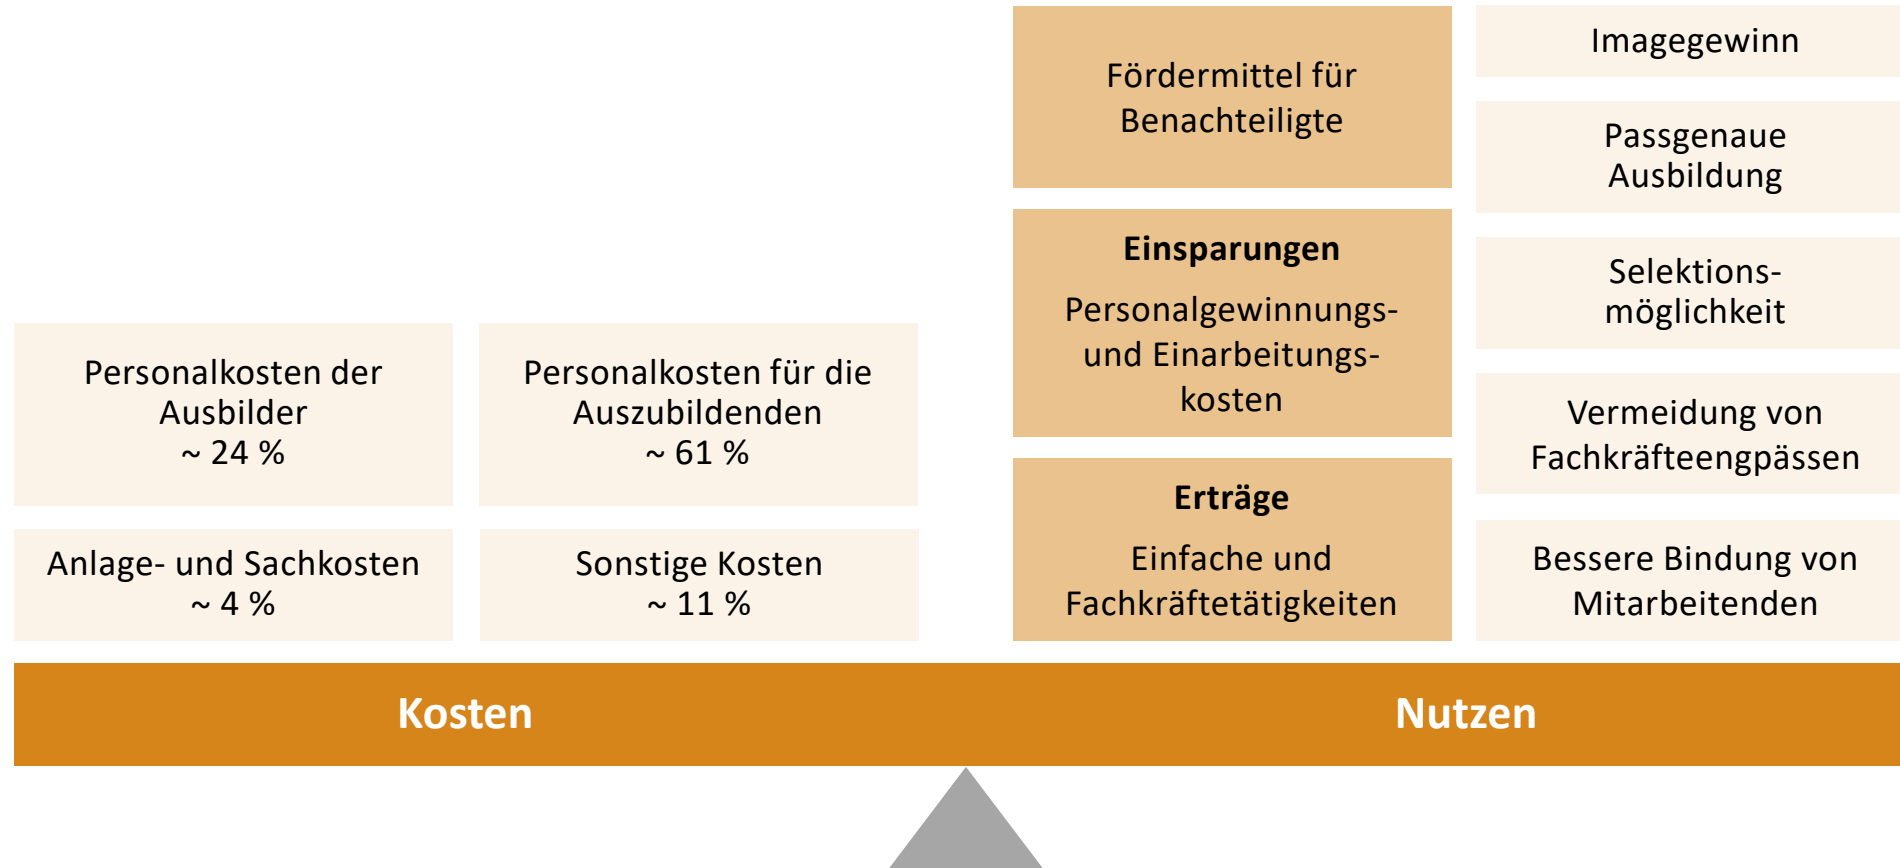 Personalkosten der
Ausbilder
~ 24 %
Personalkosten für die
Auszubildenden
~ 61 %
Anlage- und Sachkosten
~ 4 %
Sonstige Kosten
~ 11 %
Fördermittel für
Benachteiligte
Einsparungen
Personalgewinnungs-
und Einarbeitungs-
kosten
Erträge
Einfache und
Fachkräftetätigkeiten
Imagegewinn
Passgenaue
Ausbildung
Selektions-
möglichkeit
Vermeidung von
Fachkräfteengpässen
Bessere Bindung von
Mitarbeitenden
Kosten
Nutzen